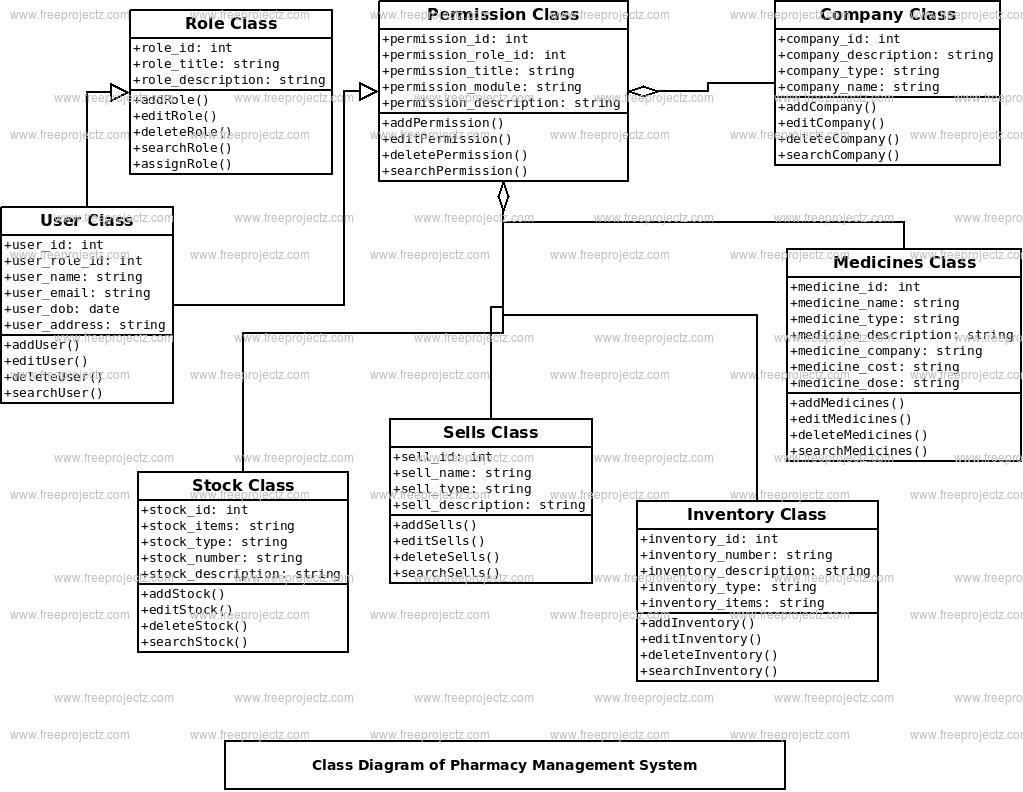 Role Class
+role_id: int
+role_title: string
+role_description: string
+addRole()
+editRole()
+deleteRole()
+searchRole()
+assignRole()
Permission Class
+permission_id: int
+permission_role_id: int
+permission_title: string
+permission_module: string
+permission_description: string
+addPermission()
+editPermission()
+deletePermission()
+searchPermission()
Company Class
+company_id: int
+company_description: string
+company_type: string
+company_name: string
+addCompany()
+editCompany()
+deleteCompany()
+searchCompany()
User Class
+user_id: int
+user_role_id: int
+user_name: string
+user_email: string
+user_dob: date
+user_address: string
+addUser()
+editUser()
+deleteUser()
+searchUser()
Medicines Class
+medicine_id: int
+medicine_name: string
+medicine_type: string
+medicine_description: string
+medicine_company: string
+medicine_cost: string
+medicine_dose: string
+addMedicines()
+editMedicines()
+deleteMedicines()
+searchMedicines()
Sells Class
+sell_id: int
+sell_name: string
+sell_type: string
+sell_description: string
+addSells()
+editSells()
+deleteSells()
+searchSells()
Stock Class
+stock_id: int
+stock_items: string
+stock_type: string
+stock_number: string
+stock_description: string
+addStock()
+editStock()
+deleteStock()
+searchStock()
Inventory Class
+inventory_id: int
+inventory_number: string
+inventory_description: string
+inventory_type: string
+inventory_items: string
+addInventory()
+editInventory()
+deleteInventory()
+searchInventory()
Class Diagram of Pharmacy Management System
www.freeprojectz.com